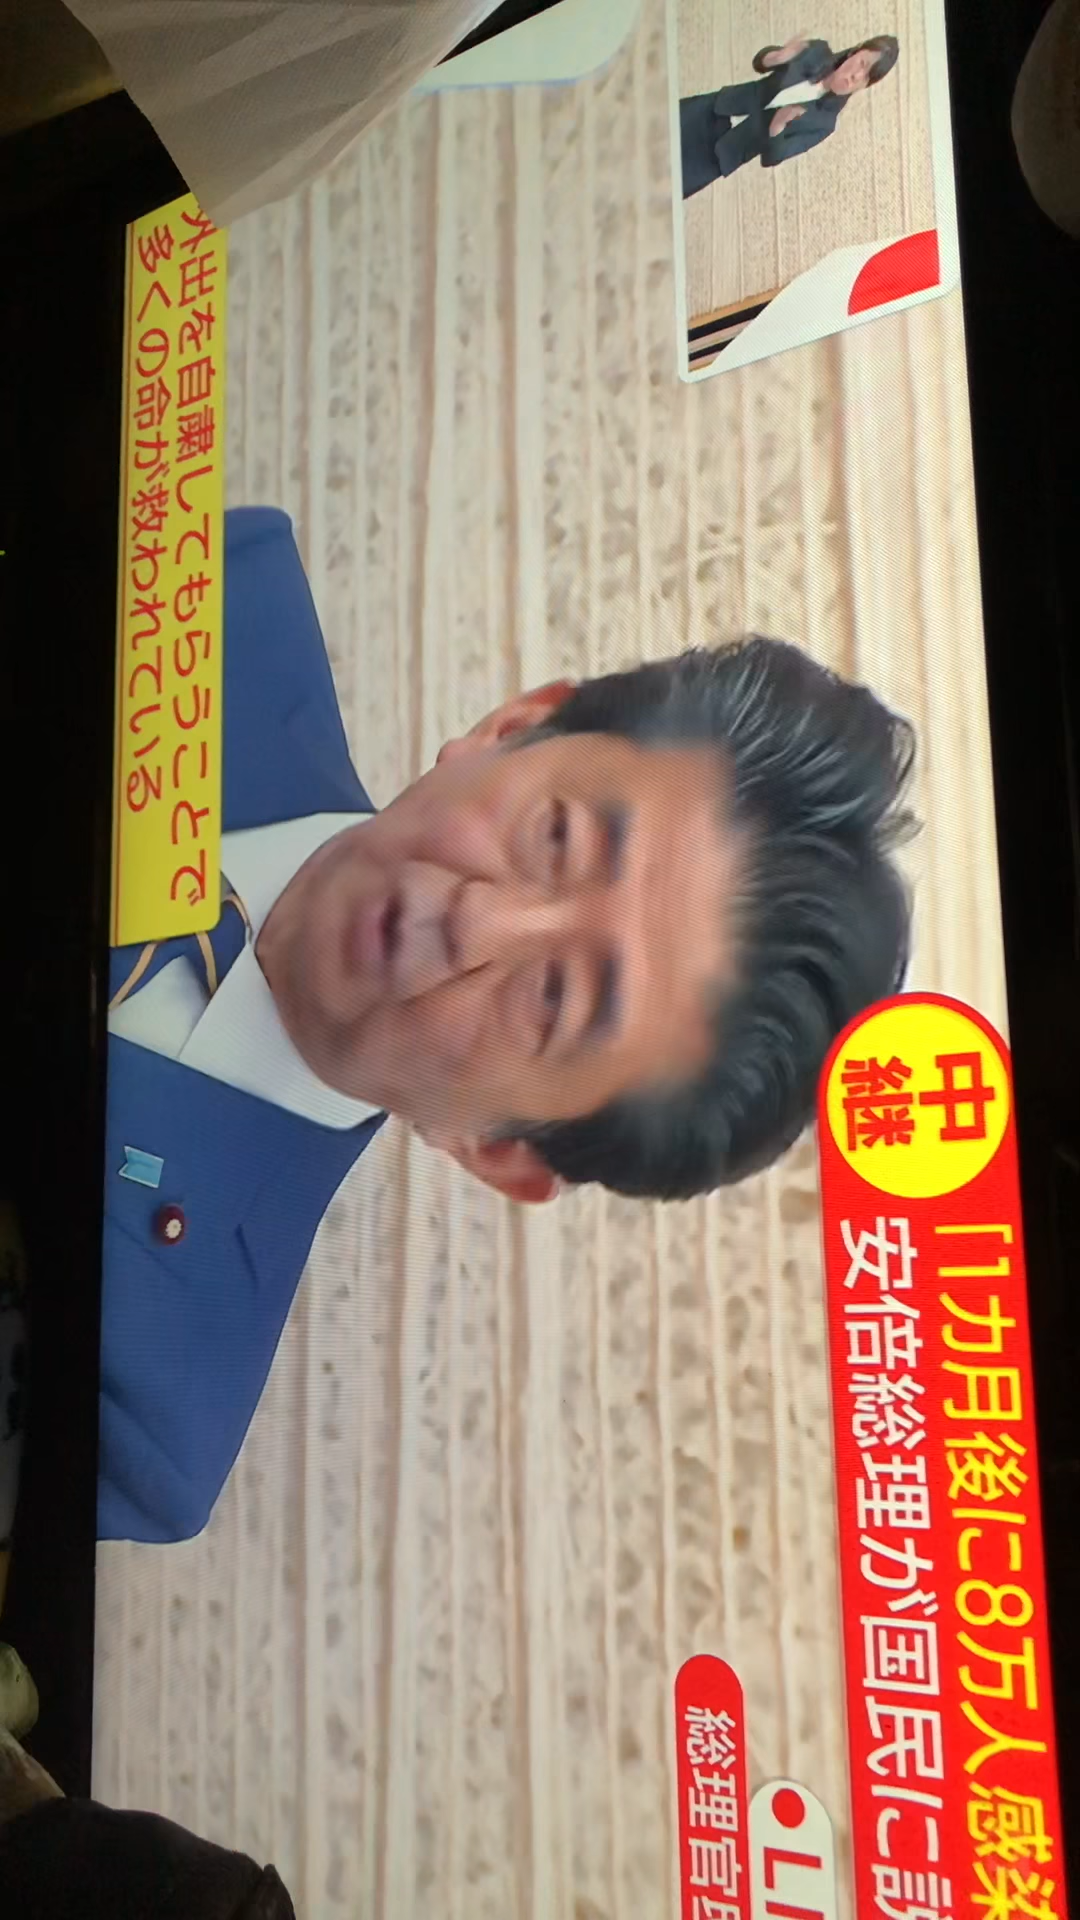 中継
「1カ月後に8万人感染
安倍総理が国民に説
●LI
総理官邸
外出を自粛してもらうことで
多くの命が救われている